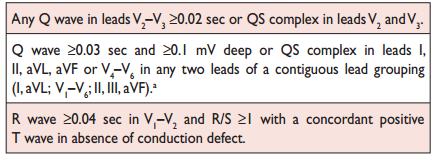 Any Q wave in leads V₂–V₃ ≥0.02 sec or QS complex in leads V₂ and V₃.
Q wave ≥0.03 sec and ≥0.1 mV deep or QS complex in leads I,
II, aVL, aVF or V₄–V₆ in any two leads of a contiguous lead grouping
(I, aVL; V₁–V₆; II, III, aVF).ᵃ
R wave ≥0.04 sec in V₁–V₂ and R/S ≥1 with a concordant positive
T wave in absence of conduction defect.